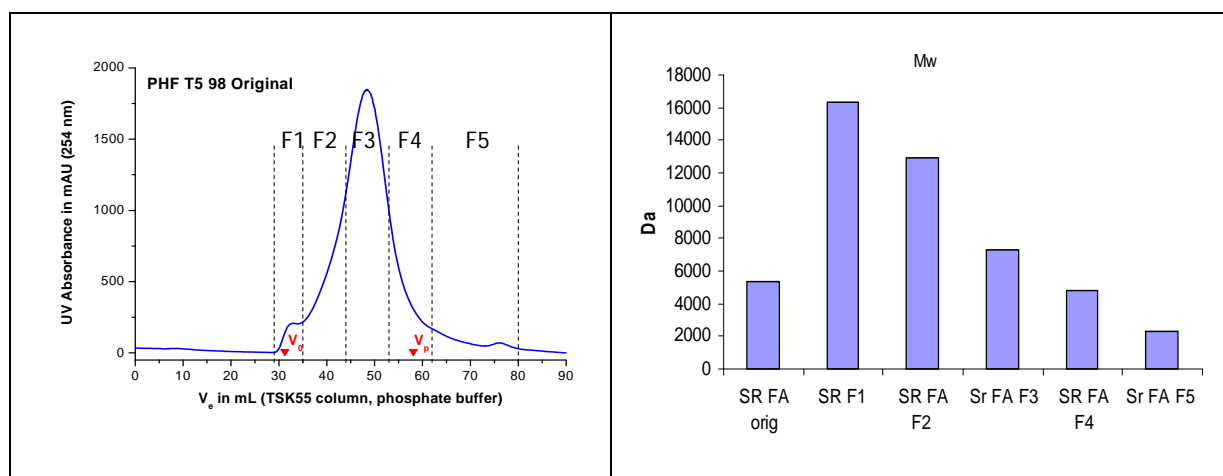 PHF T5 98 Original
F1 F2 F3 F4 F5
UV Absorbance in mAU (254 nm)
2000
1500
1000
500
0
V0 Vp
0 10 20 30 40 50 60 70 80 90
Ve in mL (TSK55 column, phosphate buffer)
Mw
Da
18000
16000
14000
12000
10000
8000
6000
4000
2000
0
SR FA orig
SR F1
SR FA F2
Sr FA F3
SR FA F4
Sr FA F5